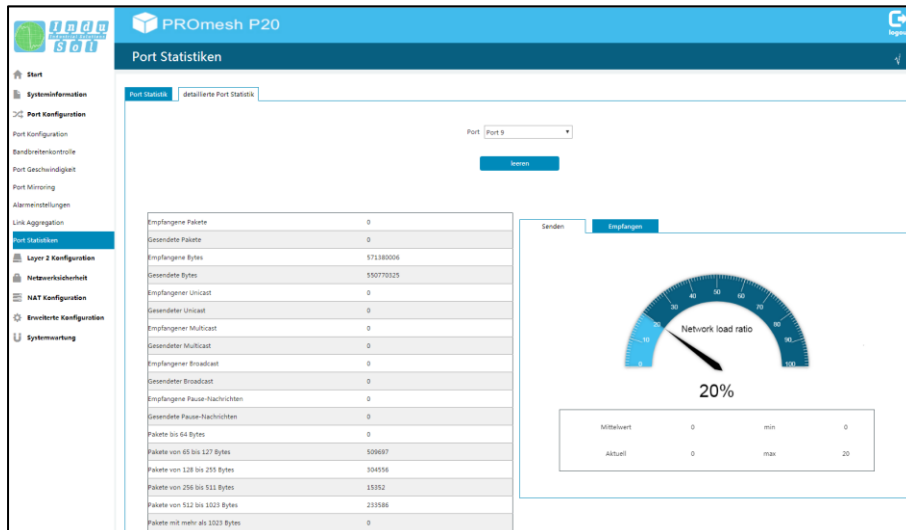 Indu
Industrial Solutions
Sol
PROmesh P20
logout
Port Statistiken
√
Start
Systeminformation
Port Konfiguration
Port Konfiguration
Bandbreitenkontrolle
Port Geschwindigkeit
Port Mirroring
Alarmeinstellungen
Link Aggregation
Port Statistiken
Layer 2 Konfiguration
Netzwerksicherheit
NAT Konfiguration
Erweiterte Konfiguration
Systemwartung
Port Statistik
detaillierte Port Statistik
Port Port 9
leeren
Empfangene Pakete 0
Gesendete Pakete 0
Empfangene Bytes 571380006
Gesendete Bytes 550770325
Empfangener Unicast 0
Gesendeter Unicast 0
Empfangener Multicast 0
Gesendeter Multicast 0
Empfangener Broadcast 0
Gesendeter Broadcast 0
Empfangene Pause-Nachrichten 0
Gesendete Pause-Nachrichten 0
Pakete bis 64 Bytes 0
Pakete von 65 bis 127 Bytes 509697
Pakete von 128 bis 255 Bytes 304556
Pakete von 256 bis 511 Bytes 15352
Pakete von 512 bis 1023 Bytes 233586
Pakete mit mehr als 1023 Bytes 0
Senden
Empfangen
0 10 20 30 40 50 60 70 80 90 100
Network load ratio
20%
Mittelwert 0 min 0
Aktuell 0 max 20